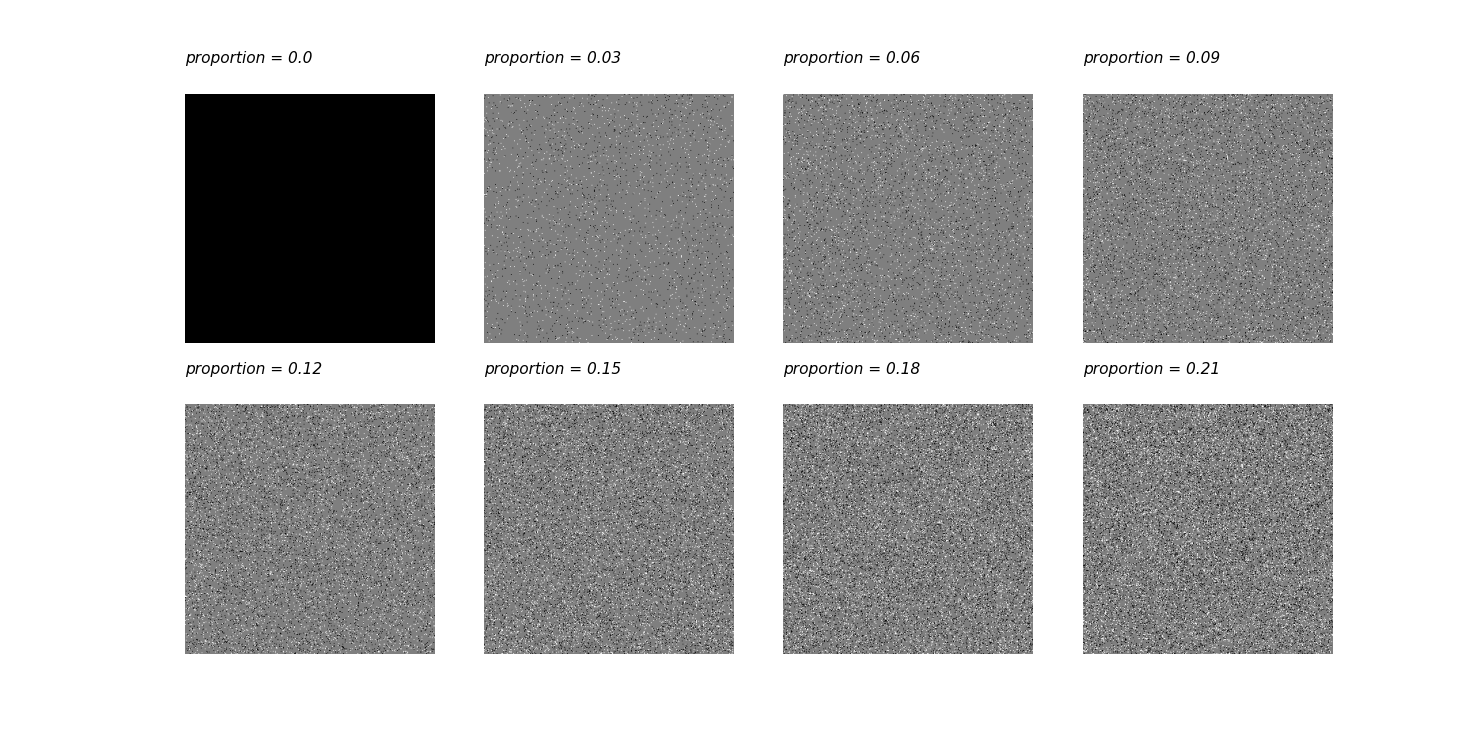 proportion = 0.0
proportion = 0.03
proportion = 0.06
proportion = 0.09
proportion = 0.12
proportion = 0.15
proportion = 0.18
proportion = 0.21